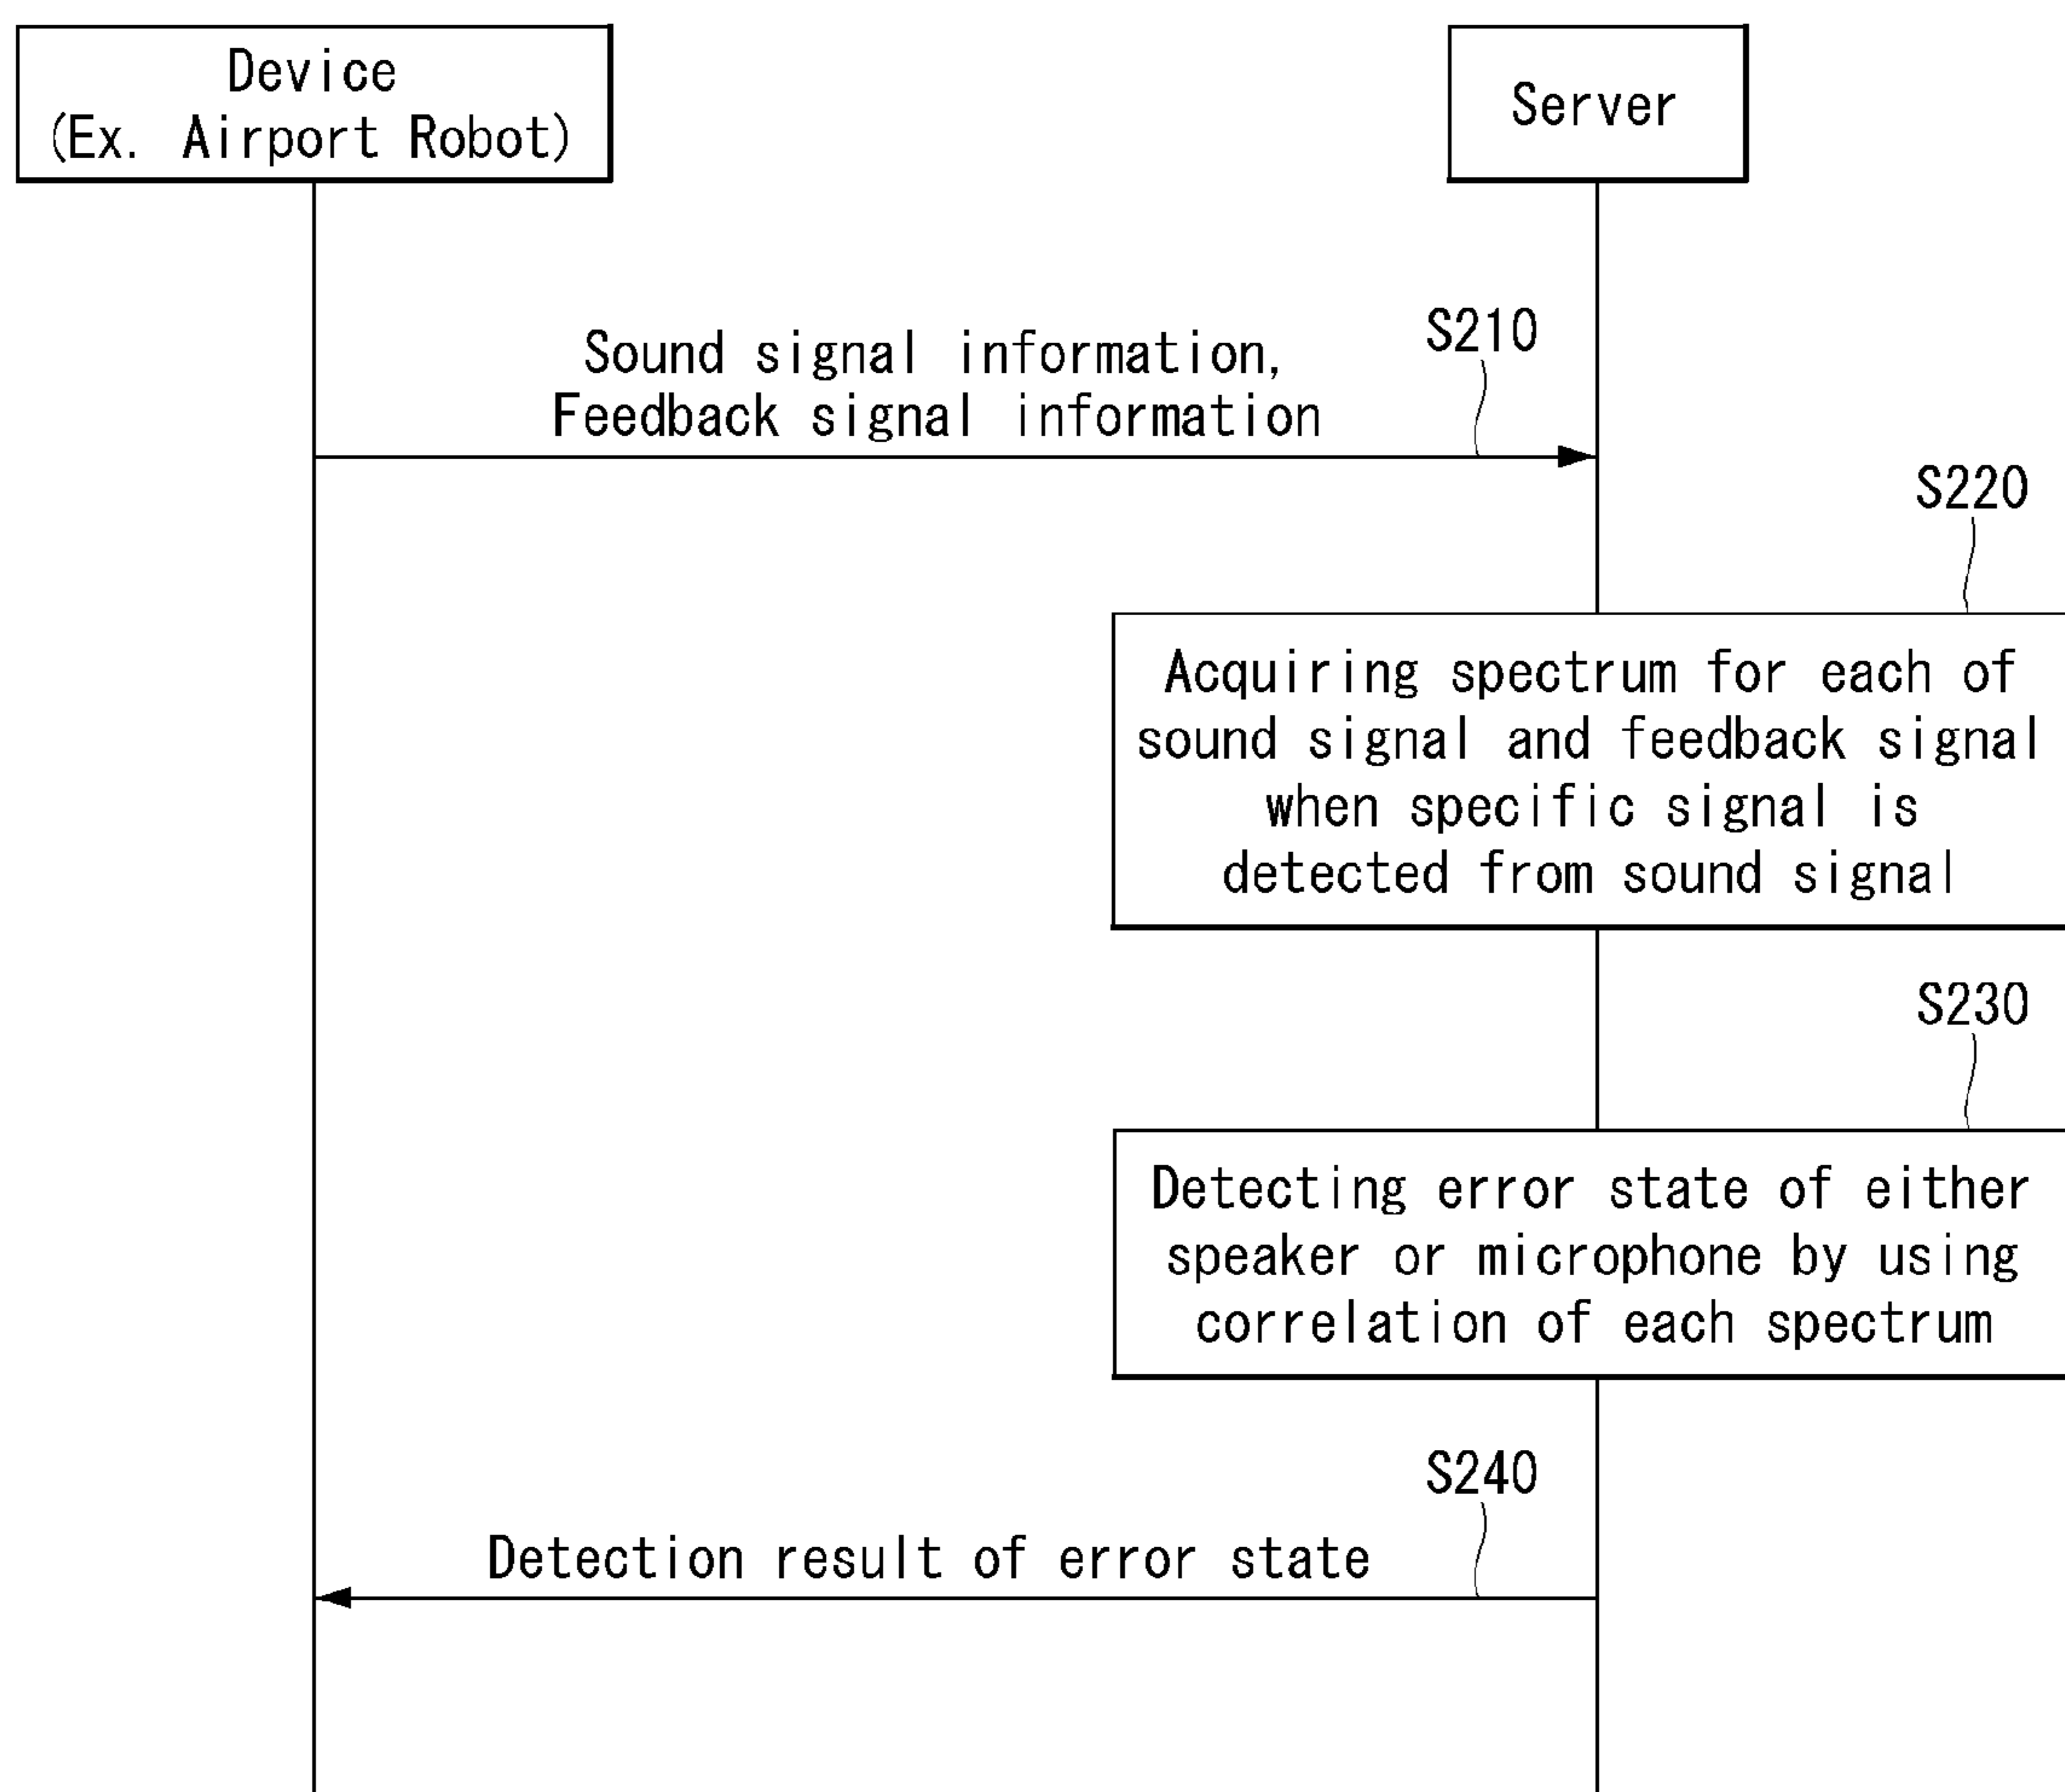 Device
(Ex. Airport Robot)
Server
S210
Sound signal information,
Feedback signal information
S220
Acquiring spectrum for each of
sound signal and feedback signal
when specific signal is
detected from sound signal
S230
Detecting error state of either
speaker or microphone by using
correlation of each spectrum
S240
Detection result of error state